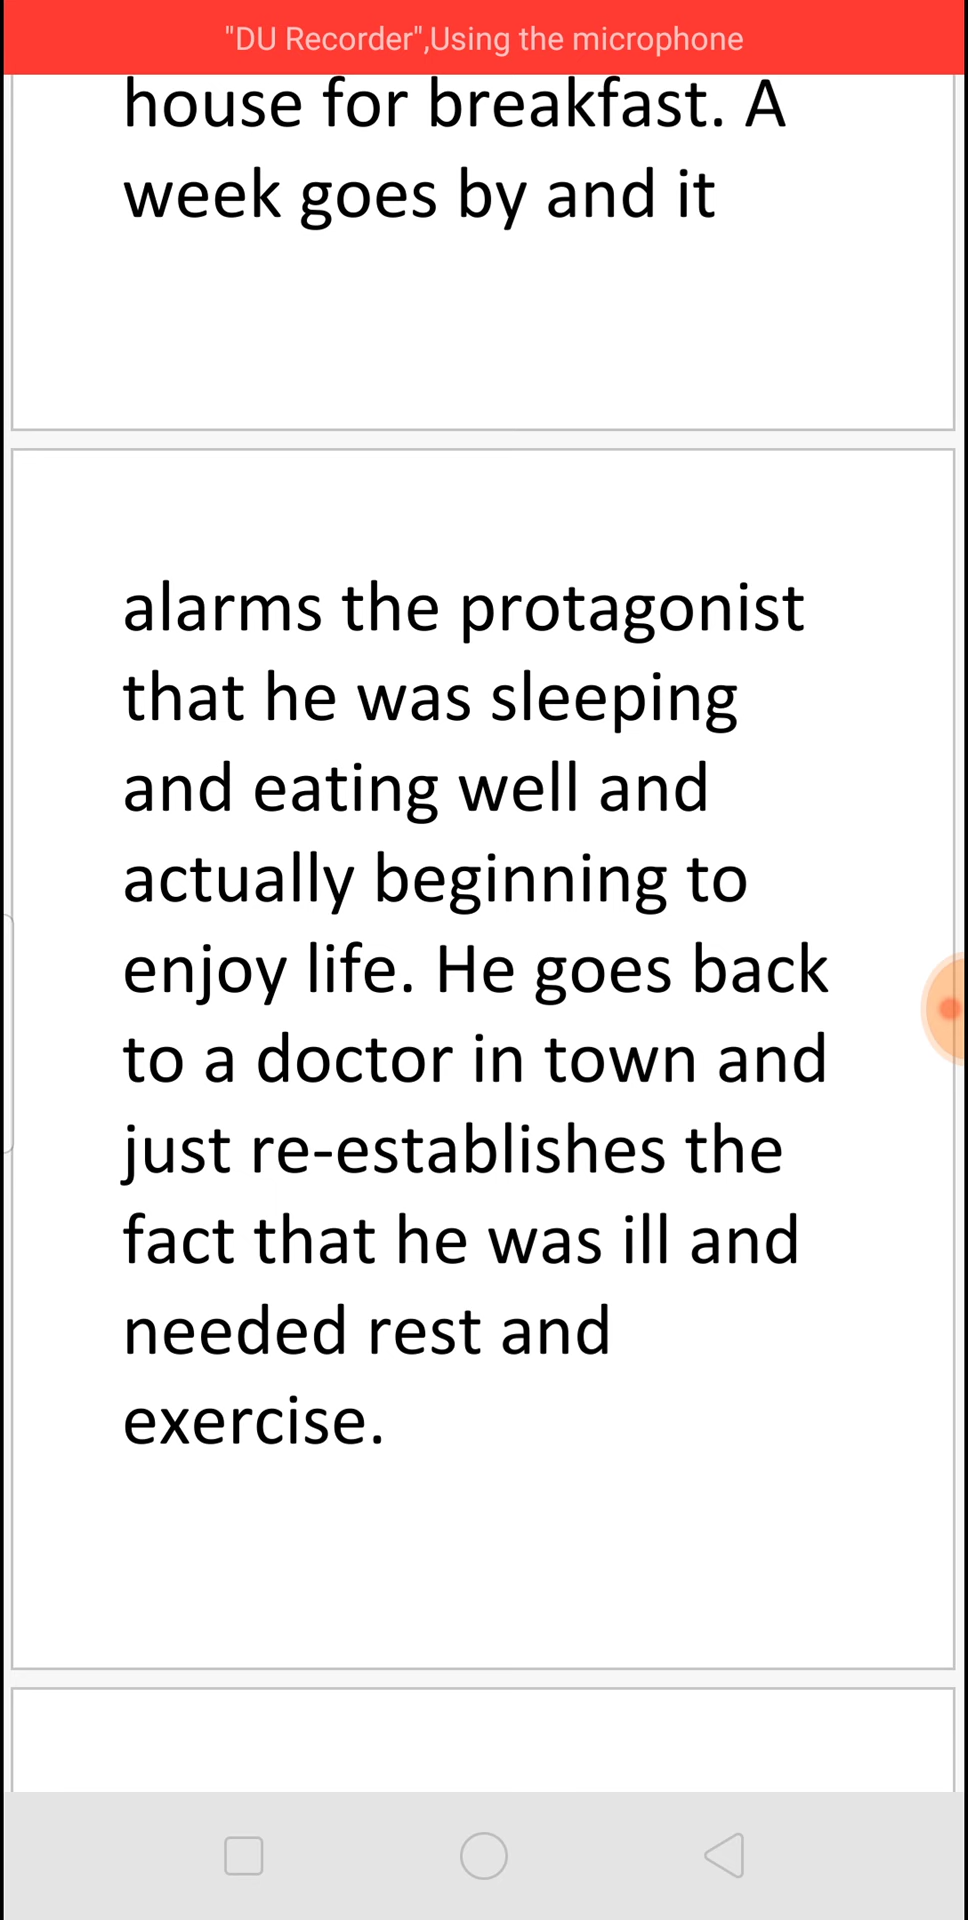 "DU Recorder",Using the microphone
house for breakfast. A
week goes by and it
alarms the protagonist
that he was sleeping
and eating well and
actually beginning to
enjoy life. He goes back
to a doctor in town and
just re-establishes the
fact that he was ill and
needed rest and
exercise.